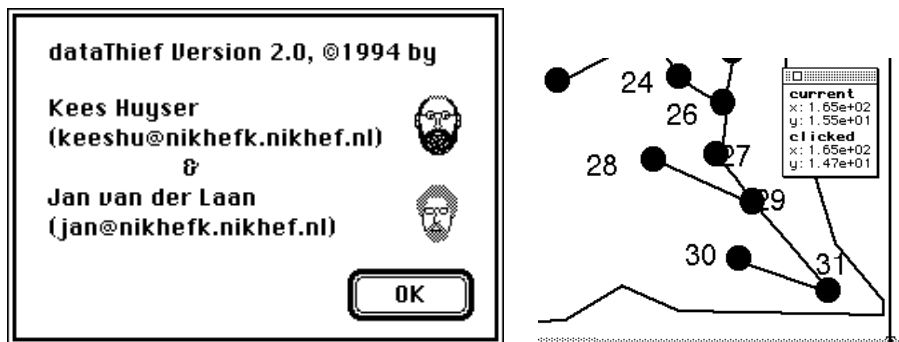 dataThief Version 2.0, ©1994 by
Kees Huyser
(keeshu@nikhefk.nikhef.nl)
&
Jan van der Laan
(jan@nikhefk.nikhef.nl)
OK
24
26
27
28
29
30
31
current
x: 1.65e+02
y: 1.55e+01
clicked
x: 1.65e+02
y: 1.47e+01